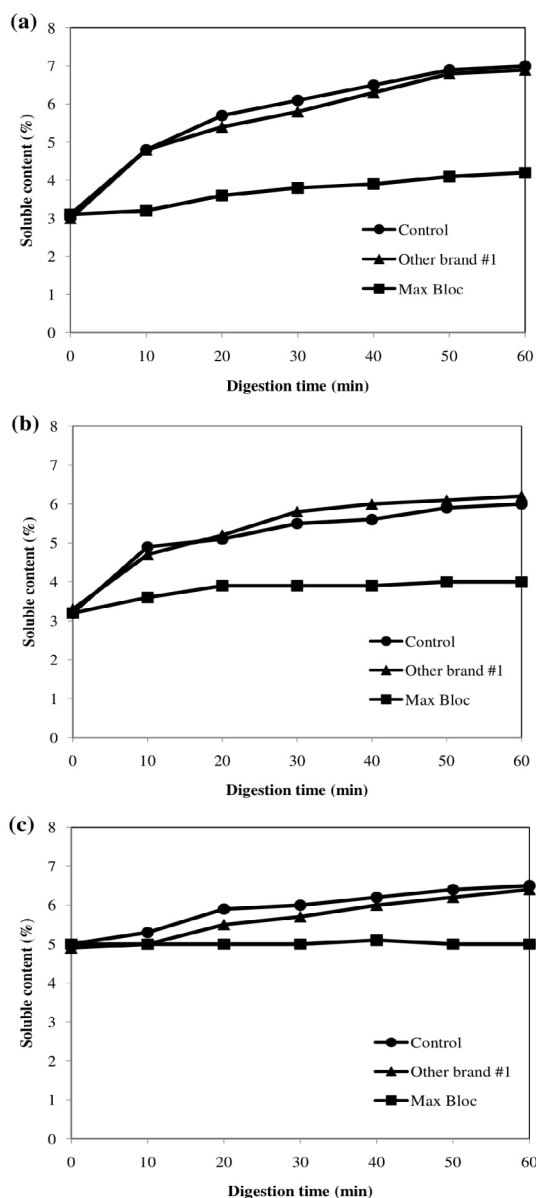 (a)
8
7
6
5
4
3
2
1
0
Soluble content (%)
Control
Other brand #1
Max Bloc
0 10 20 30 40 50 60
Digestion time (min)
(b)
8
7
6
5
4
3
2
1
0
Soluble content (%)
Control
Other brand #1
Max Bloc
0 10 20 30 40 50 60
Digestion time (min)
(c)
8
7
6
5
4
3
2
1
0
Soluble content (%)
Control
Other brand #1
Max Bloc
0 10 20 30 40 50 60
Digestion time (min)